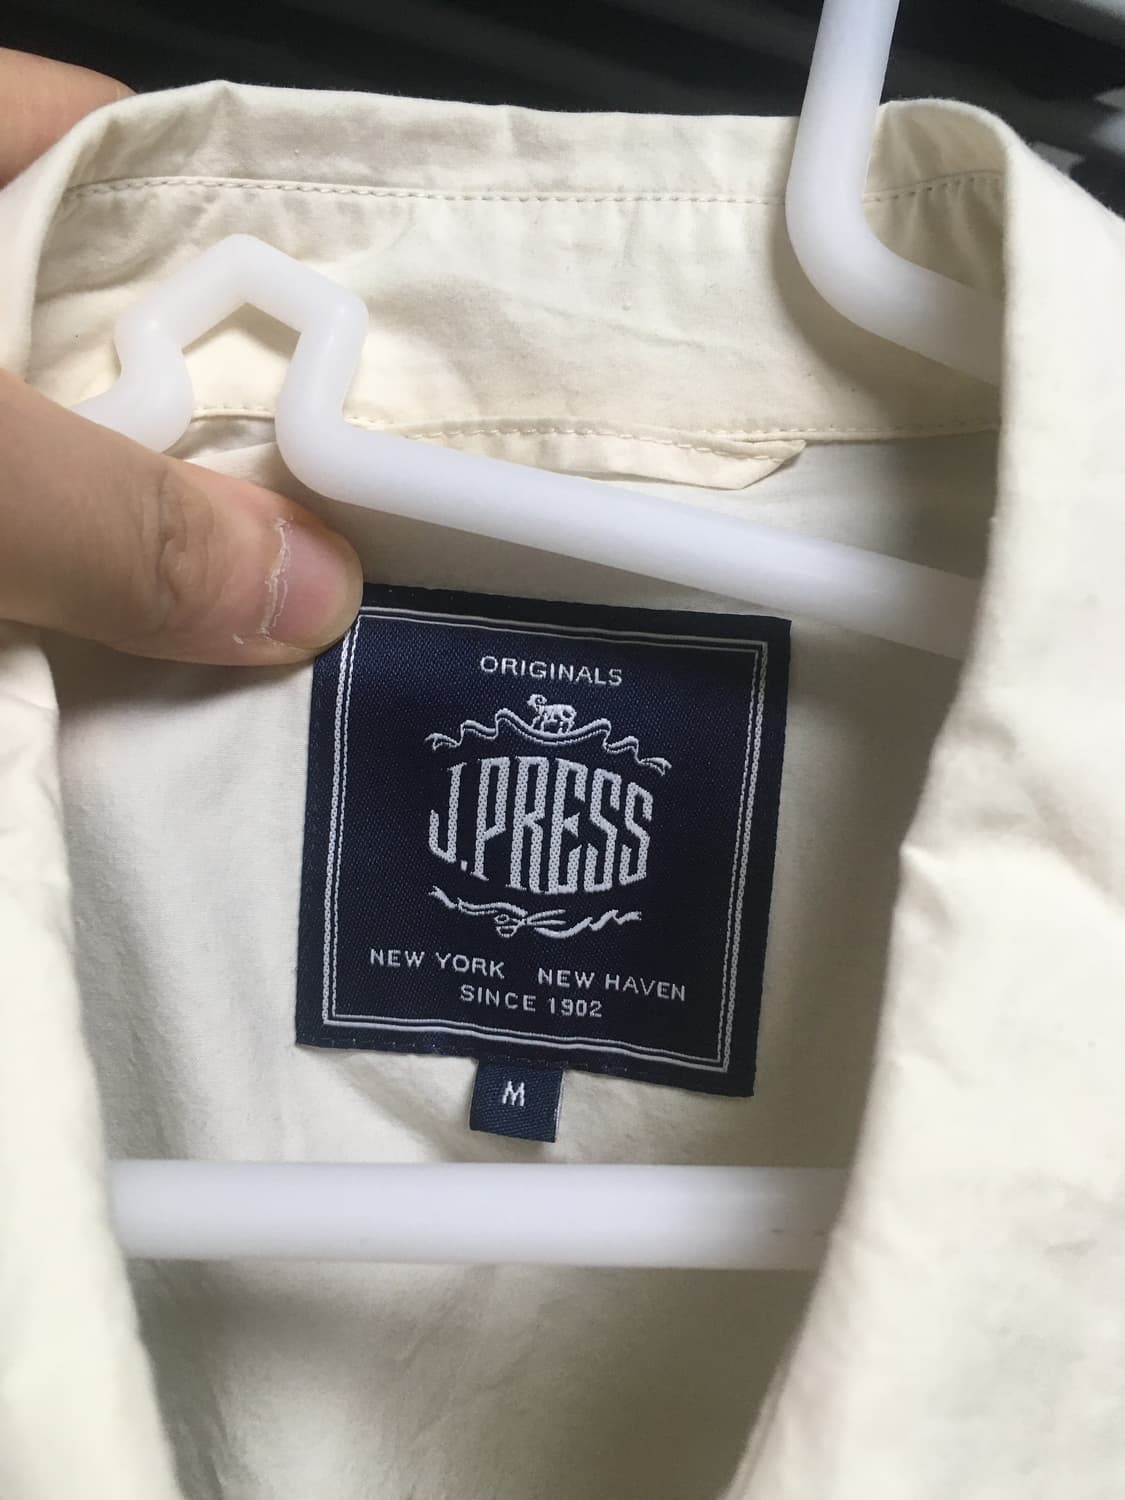 ORIGINALS
J.PRESS
NEW YORK NEW HAVEN
SINCE 1902
M